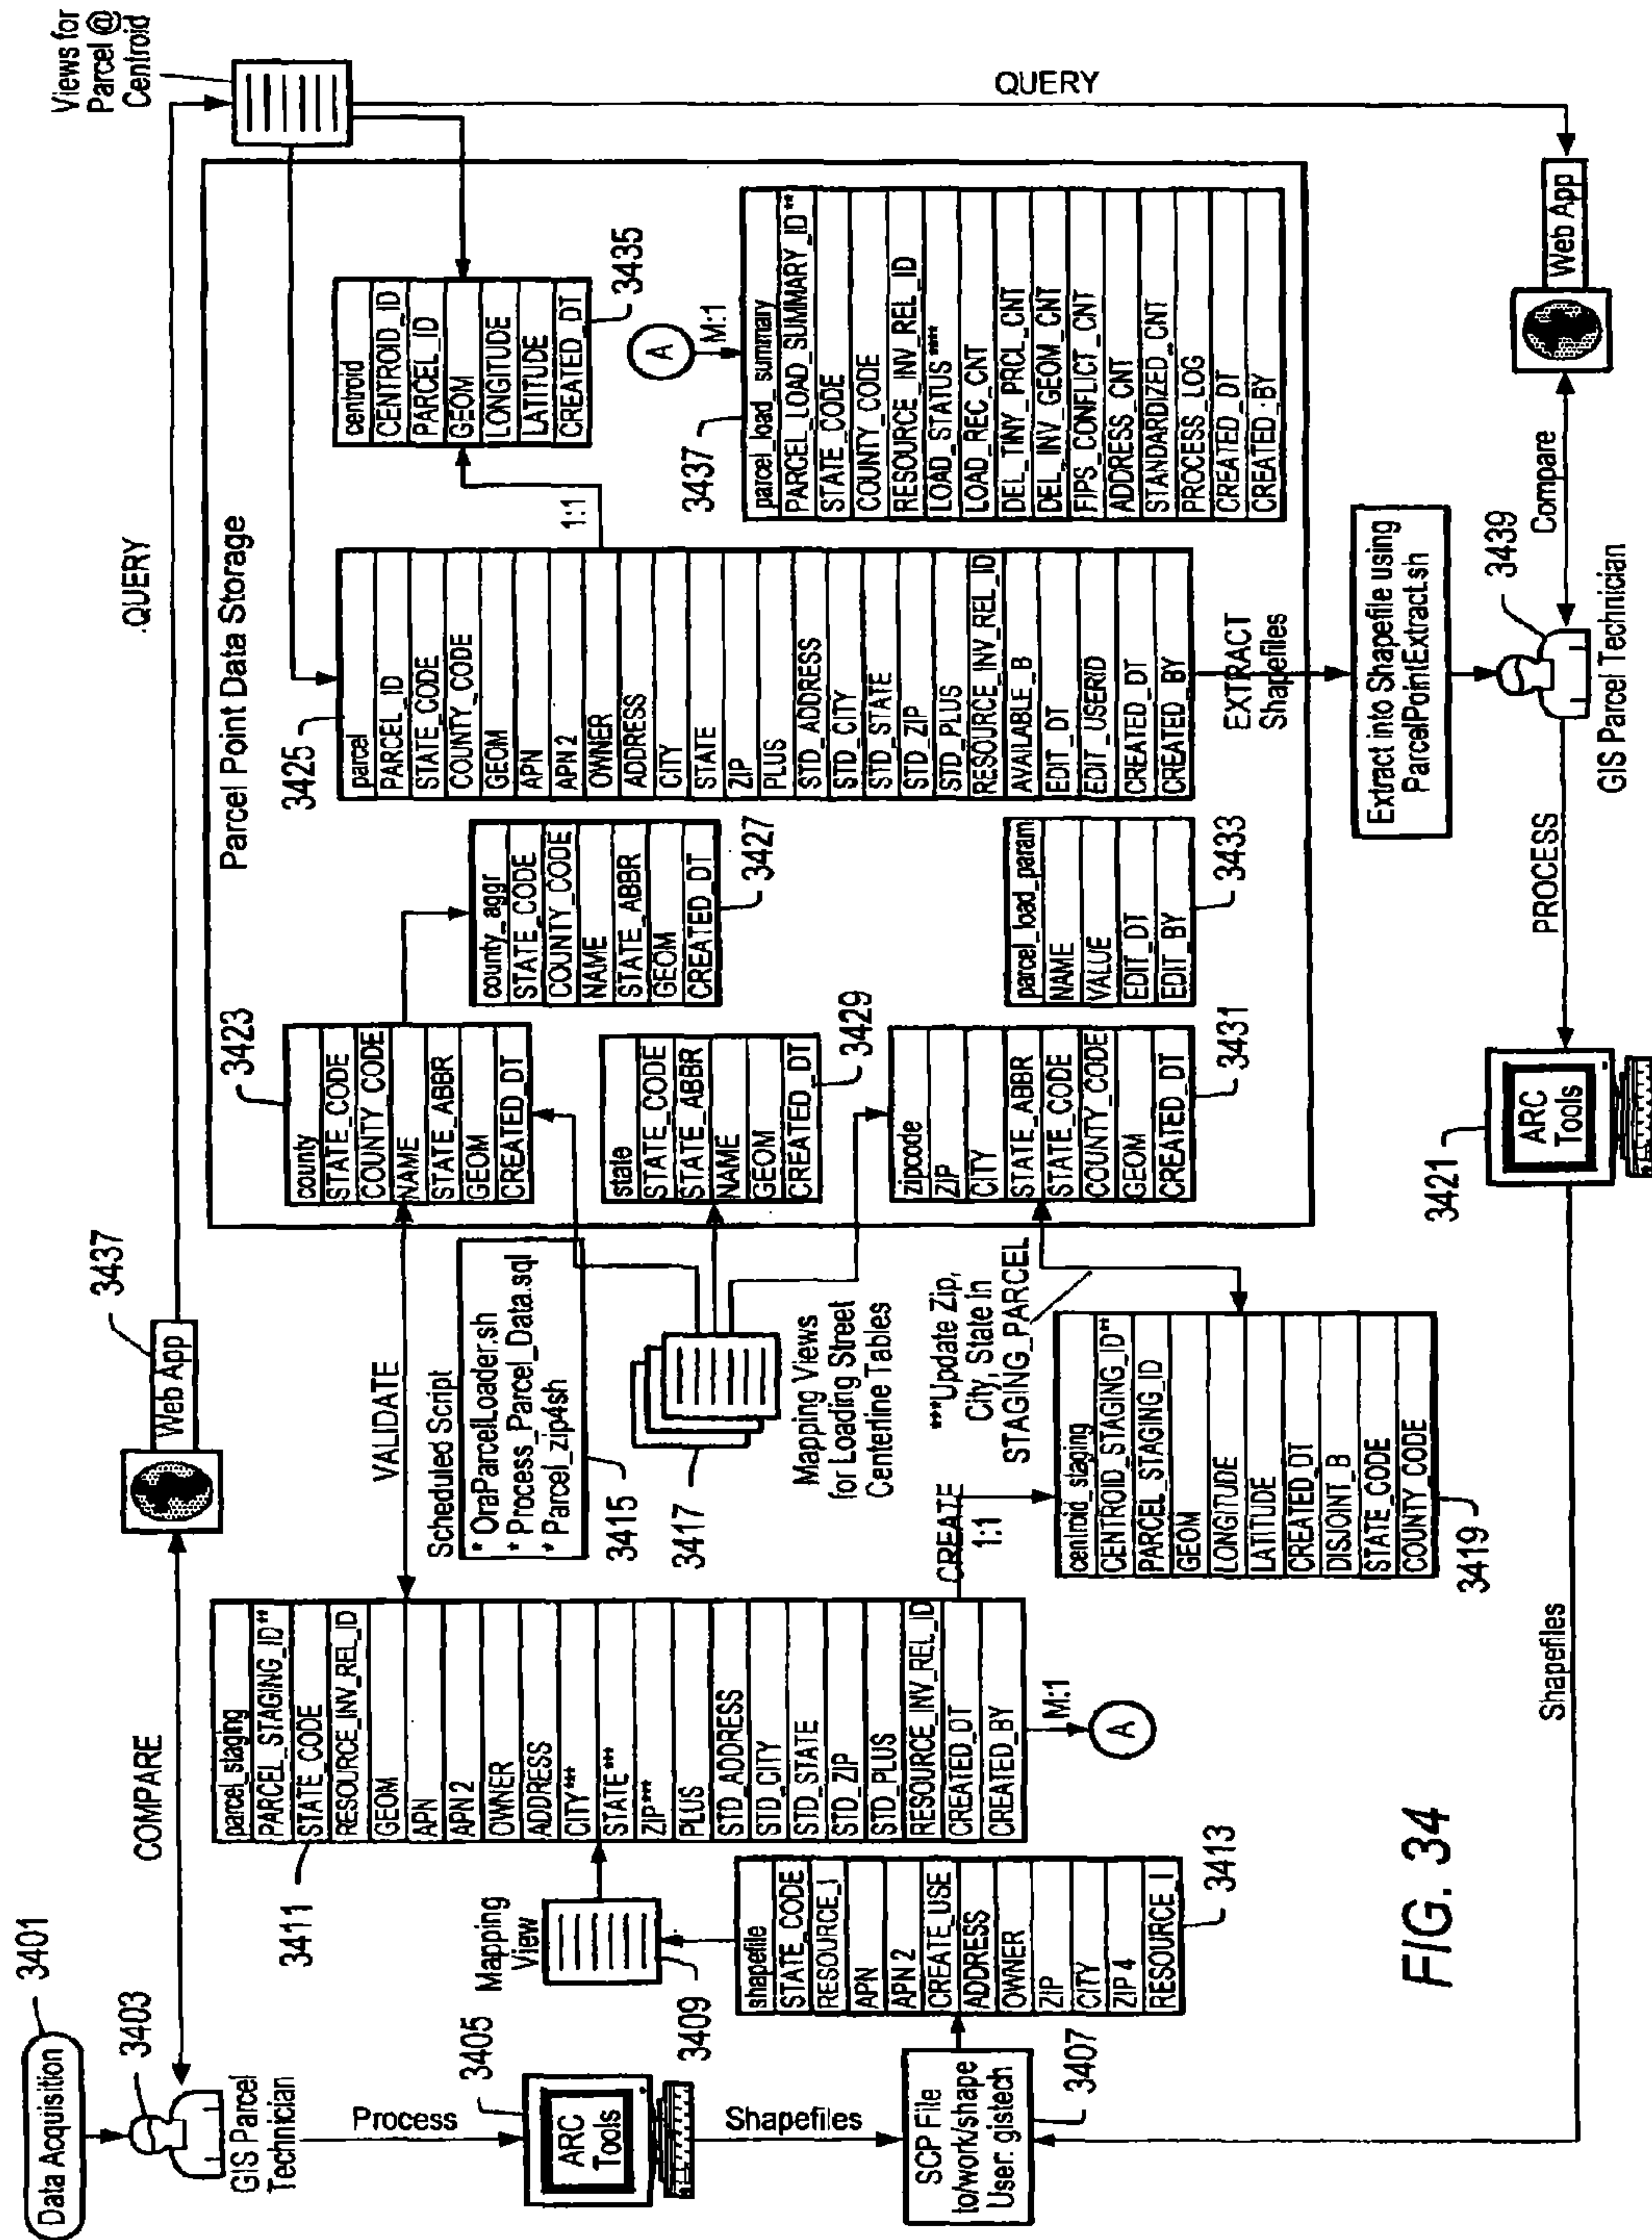 Data Acquisition
3401
3403
GIS Parcel
Technician
Process
3405
ARC
Tools
Shapefiles
SCP File
to/work/shape
User: gistech
3407
COMPARE
Web App
3437
.QUERY
Views for
Parcel @
Centroid
QUERY
3411
parcel_staging
PARCEL_STAGING_ID**
STATE_CODE
RESOURCE_INV_REL_ID
GEOM
APN
APN2
OWNER
ADDRESS
CITY***
STATE***
ZIP***
PLUS
STD_ADDRESS
STD_CITY
STD_STATE
STD_ZIP
STD_PLUS
RESOURCE_INV_REL_ID
CREATED_DT
CREATED_BY
M:1
A
Mapping
View
3409
shapefile
STATE_CODE
RESOURCE_I
APN
APN2
CREATE_USE
ADDRESS
OWNER
ZIP
CITY
ZIP 4
RESOURCE_I
3413
VALIDATE
Scheduled Script
* OraParcelLoader.sh
* Process_Parcel_Data.sql
* Parcel_zip4sh
3415
3417
Mapping Views
for Loading Street
Centerline Tables
CREATE
1:1
***Update Zip,
City, State in
STAGING_PARCEL
centroid_staging
CENTROID_STAGING_ID**
PARCEL_STAGING_ID
GEOM
LONGITUDE
LATITUDE
CREATED_DT
DISJOINT_B
STATE_CODE
COUNTY_CODE
3419
Parcel Point Data Storage
3423
county
STATE_CODE
COUNTY_CODE
NAME
STATE_ABBR
GEOM
CREATED_DT
county_aggr
STATE_CODE
COUNTY_CODE
NAME
STATE_ABBR
GEOM
CREATED_DT
3427
state
STATE_CODE
STATE_ABBR
NAME
GEOM
CREATED_DT
3429
zipcode
ZIP
CITY
STATE_ABBR
STATE_CODE
COUNTY_CODE
GEOM
CREATED_DT
3431
parcel_load_param
NAME
VALUE
EDIT_DT
EDIT_BY
3433
3425
parcel
PARCEL_ID
STATE_CODE
COUNTY_CODE
GEOM
APN
APN 2
OWNER
ADDRESS
CITY
STATE
ZIP
PLUS
STD_ADDRESS
STD_CITY
STD_STATE
STD_ZIP
STD_PLUS
RESOURCE_INV_REL_ID
AVAILABLE_B
EDIT_DT
EDIT_USERID
CREATED_DT
CREATED_BY
1:1
centroid
CENTROID_ID
PARCEL_ID
GEOM
LONGITUDE
LATITUDE
CREATED_DT
3435
A
M:1
3437
parcel_load_summary
PARCEL_LOAD_SUMMARY_ID**
STATE_CODE
COUNTY_CODE
RESOURCE_INV_REL_ID
LOAD_STATUS****
LOAD_REC_CNT
DEL_TINY_PRCL_CNT
DEL_INV_GEOM_CNT
FIPS_CONFLICT_CNT
ADDRESS_CNT
STANDARDIZED_CNT
PROCESS_LOG
CREATED_DT
CREATED_BY
EXTRACT
Shapefiles
Extract into Shapefile using
ParcelPointExtract.sh
3439
GIS Parcel Technician
Compare
Web App
PROCESS
3421
ARC
Tools
Shapefiles
FIG. 34